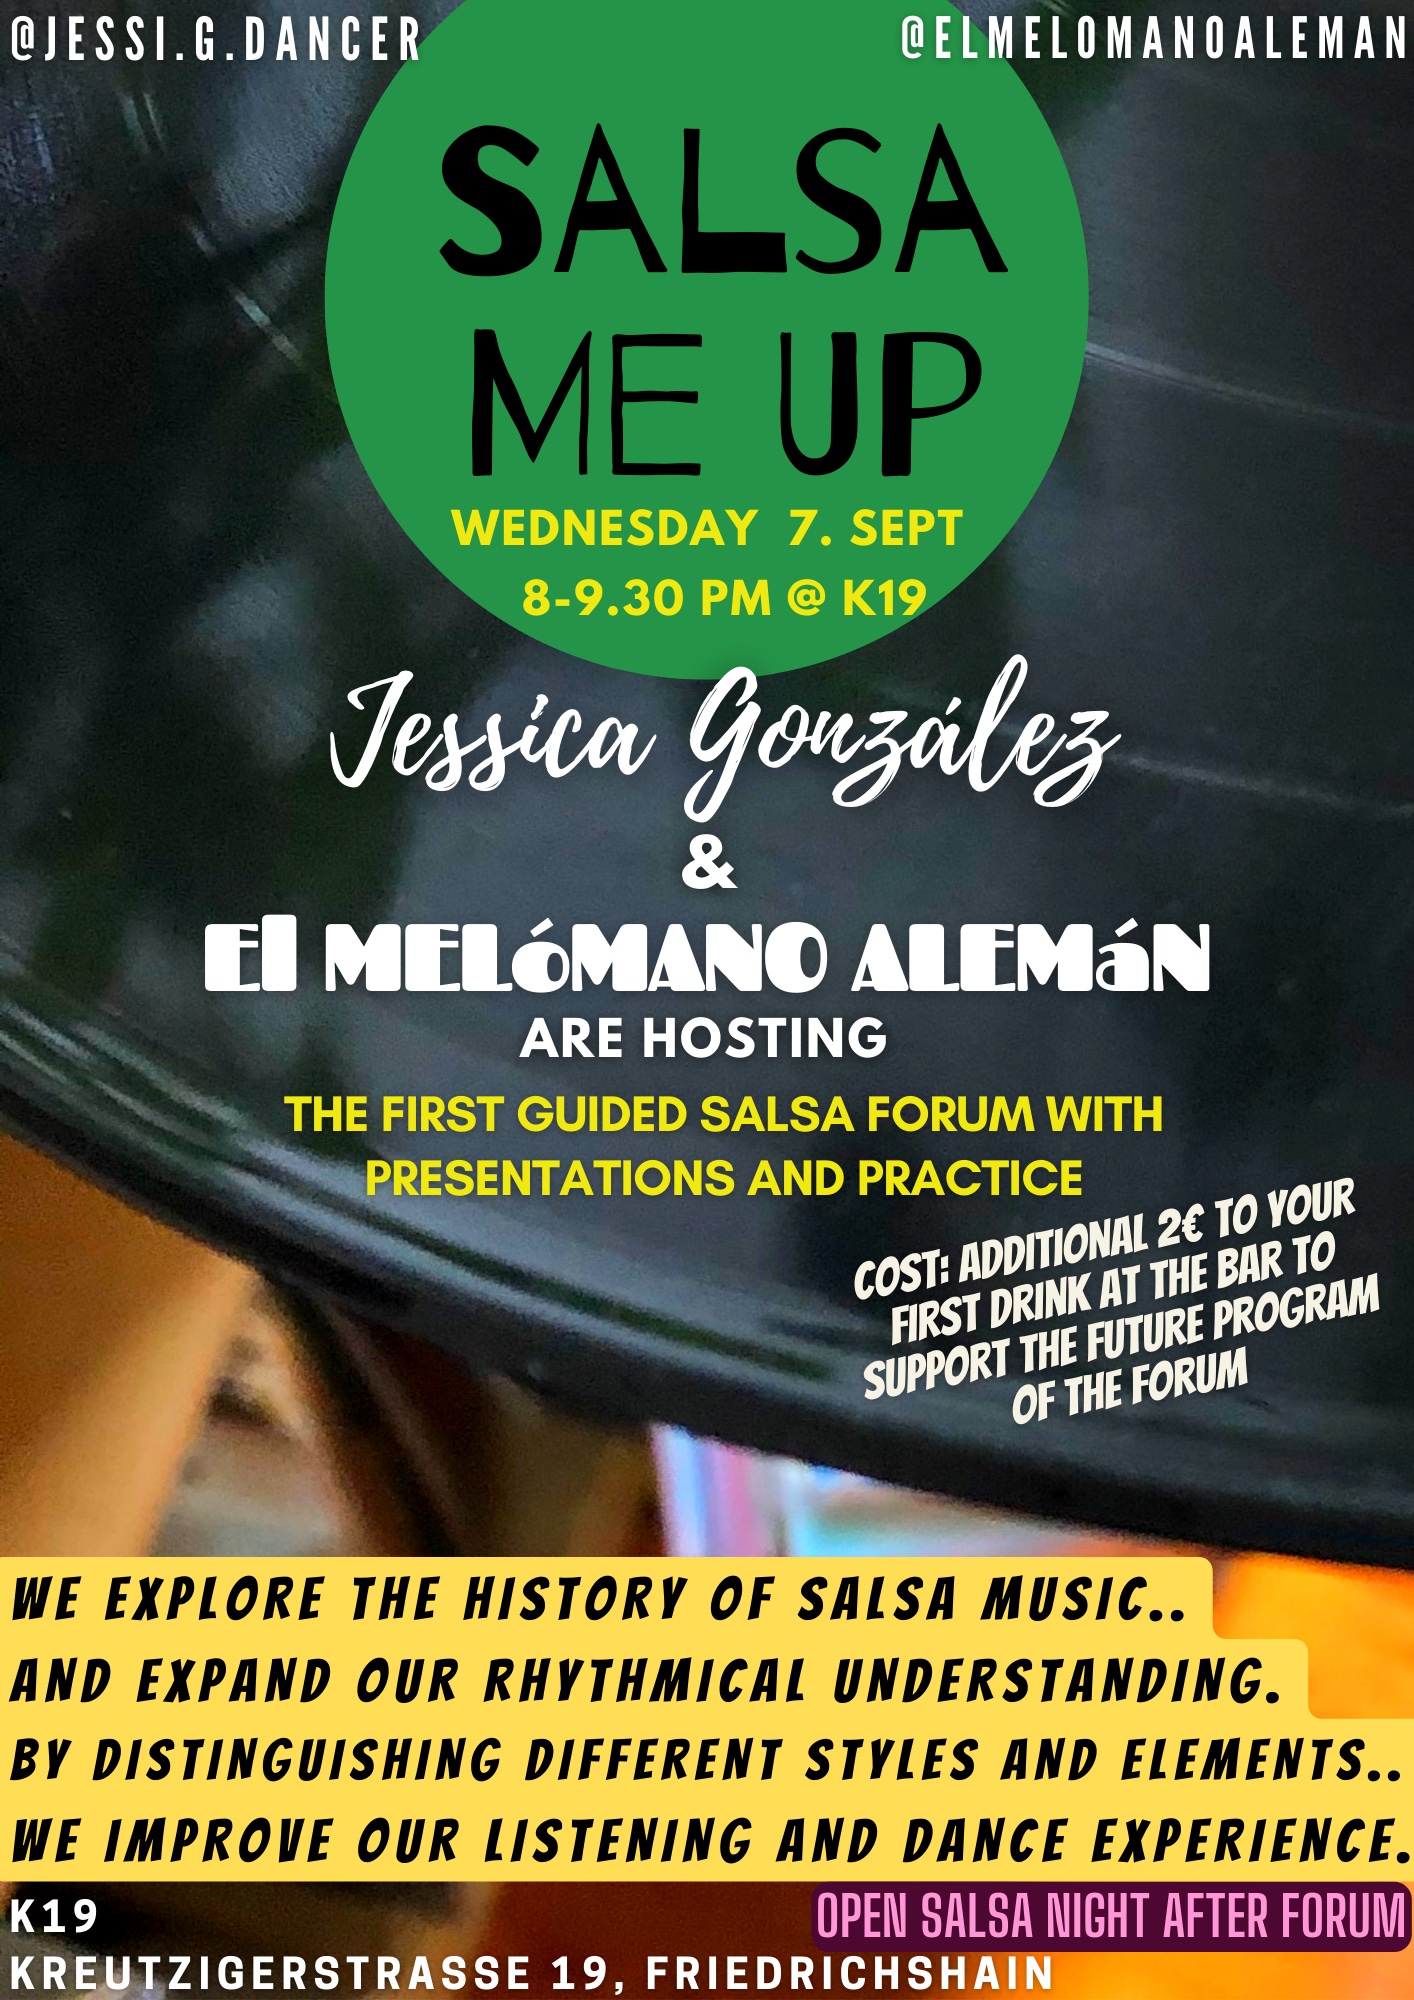 @JESSI.G.DANCER
@ELMELOMANOALEMAN
SALSA
ME UP
WEDNESDAY 7. SEPT
8-9.30 PM @ K19
Jessica González
&
El MELóMANO ALEMáN
ARE HOSTING
THE FIRST GUIDED SALSA FORUM WITH
PRESENTATIONS AND PRACTICE
COST: ADDITIONAL 2€ TO YOUR
FIRST DRINK AT THE BAR TO
SUPPORT THE FUTURE PROGRAM
OF THE FORUM
WE EXPLORE THE HISTORY OF SALSA MUSIC..
AND EXPAND OUR RHYTHMICAL UNDERSTANDING.
BY DISTINGUISHING DIFFERENT STYLES AND ELEMENTS..
WE IMPROVE OUR LISTENING AND DANCE EXPERIENCE.
K19
OPEN SALSA NIGHT AFTER FORUM
KREUTZIGERSTRASSE 19, FRIEDRICHSHAIN